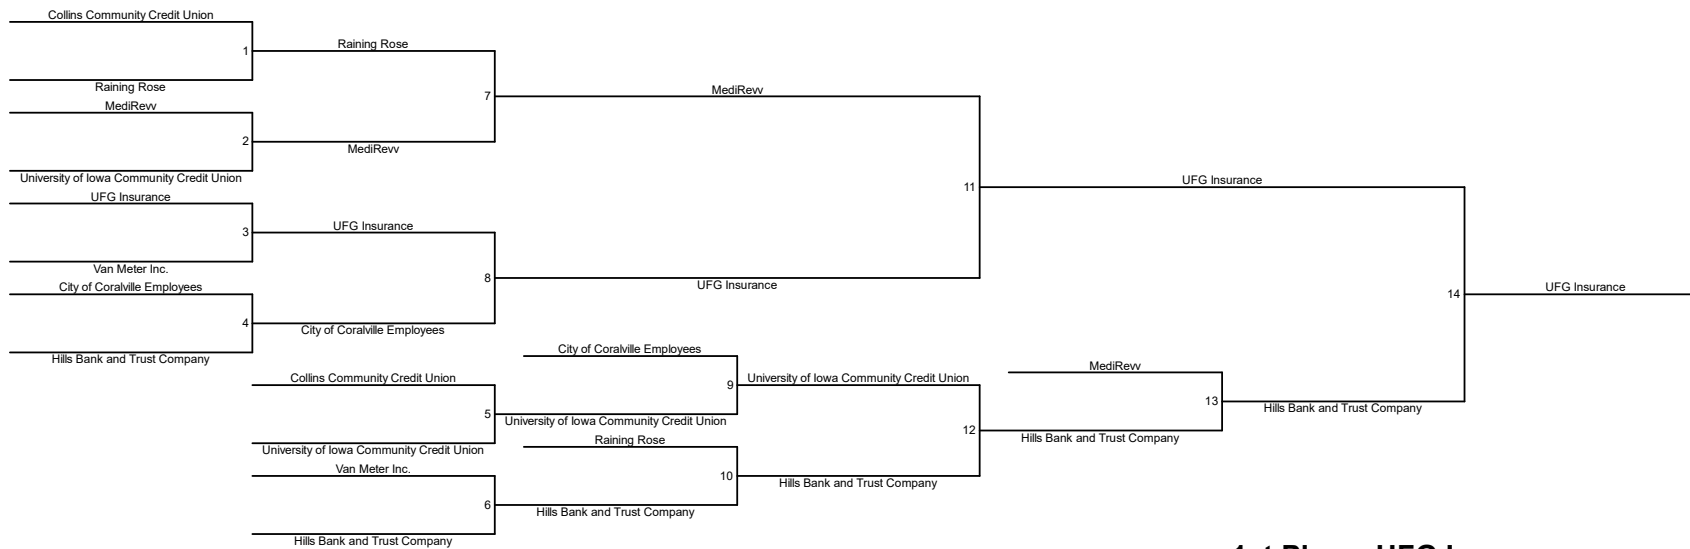 Collins Community Credit Union
1
Raining Rose
Raining Rose
MediRevv
7
MediRevv
2
MediRevv
University of Iowa Community Credit Union
UFG Insurance
11
UFG Insurance
3
UFG Insurance
Van Meter Inc.
City of Coralville Employees
8
UFG Insurance
14
UFG Insurance
4
City of Coralville Employees
Hills Bank and Trust Company
City of Coralville Employees
Collins Community Credit Union
9
University of Iowa Community Credit Union
MediRevv
5
University of Iowa Community Credit Union
13
Hills Bank and Trust Company
University of Iowa Community Credit Union
Raining Rose
12
Hills Bank and Trust Company
Van Meter Inc.
10
Hills Bank and Trust Company
6
Hills Bank and Trust Company
Hills Bank and Trust Company